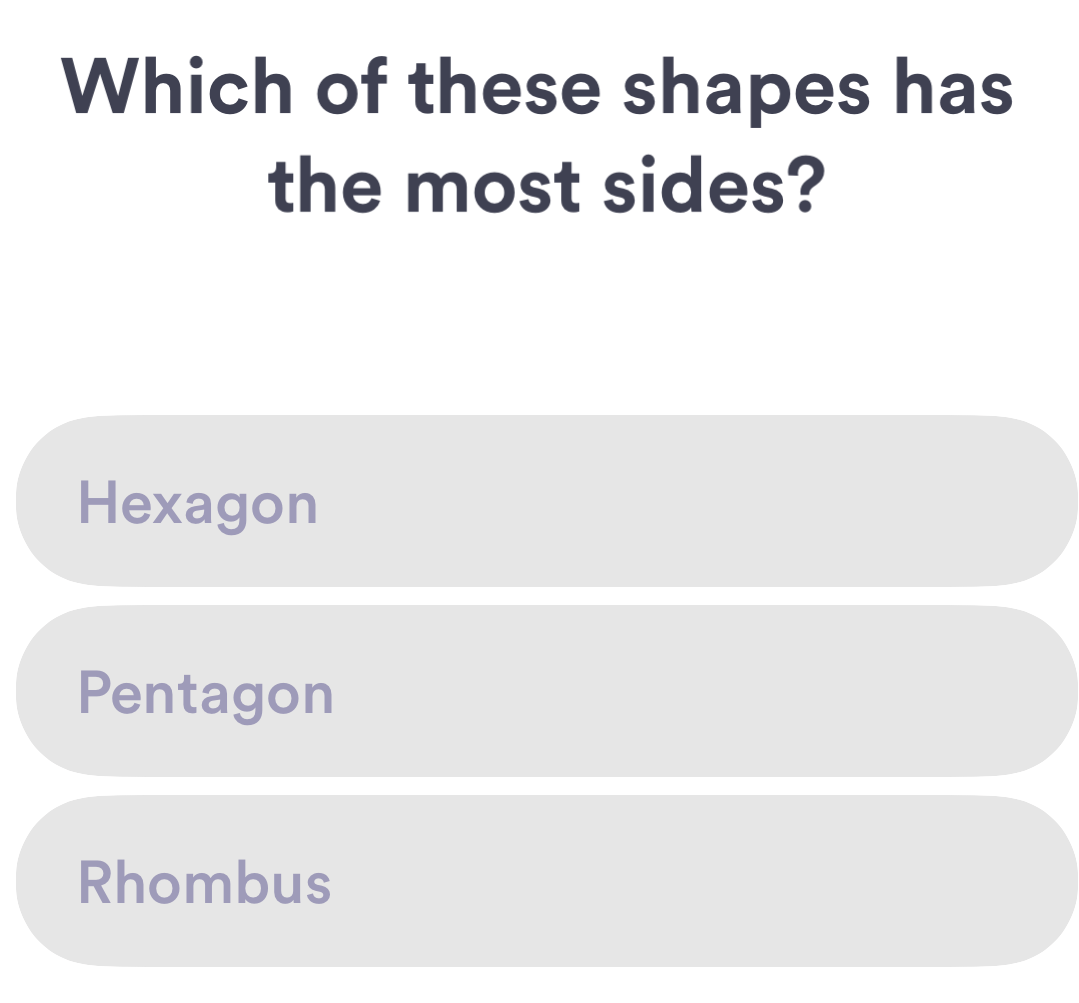 Which of these shapes has
the most sides?
Hexagon
Pentagon
Rhombus